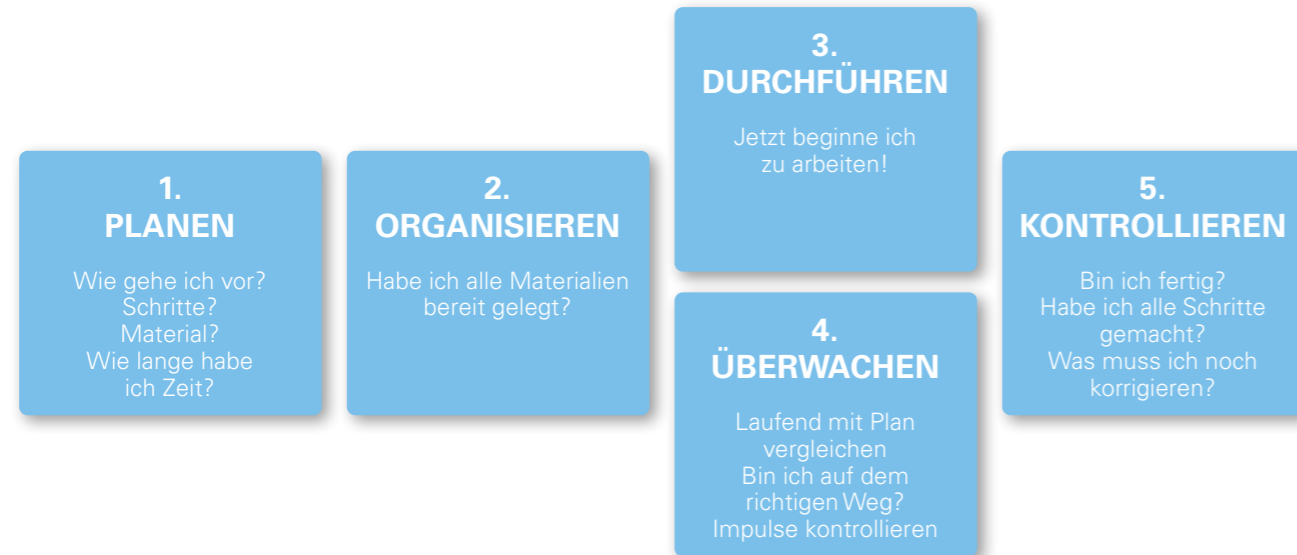 1.
PLANEN
Wie gehe ich vor?
Schritte?
Material?
Wie lange habe
ich Zeit?
2.
ORGANISIEREN
Habe ich alle Materialien
bereit gelegt?
3.
DURCHFÜHREN
Jetzt beginne ich
zu arbeiten!
4.
ÜBERWACHEN
Laufend mit Plan
vergleichen
Bin ich auf dem
richtigen Weg?
Impulse kontrollieren
5.
KONTROLLIEREN
Bin ich fertig?
Habe ich alle Schritte
gemacht?
Was muss ich noch
korrigieren?